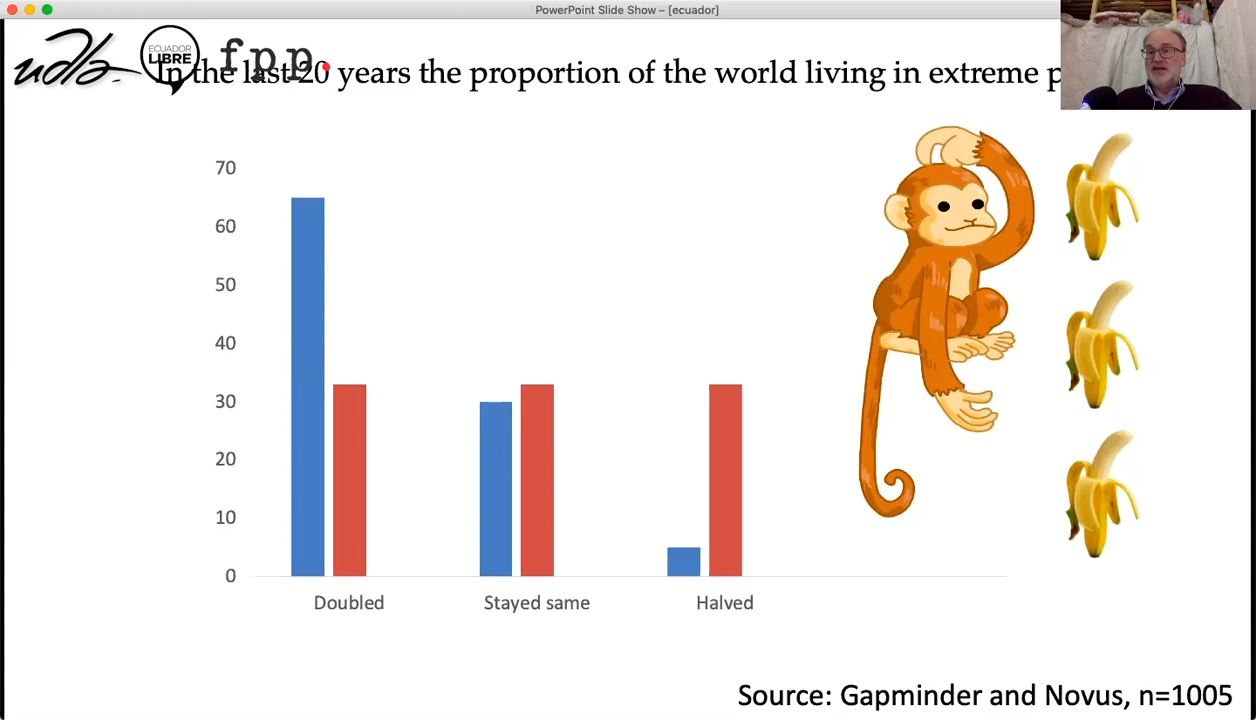 PowerPoint Slide Show – [ecuador]
udla
ECUADOR
LIBRE
fpp.
In the last 20 years the proportion of the world living in extreme p
70
60
50
40
30
20
10
0
Doubled
Stayed same
Halved
Source: Gapminder and Novus, n=1005